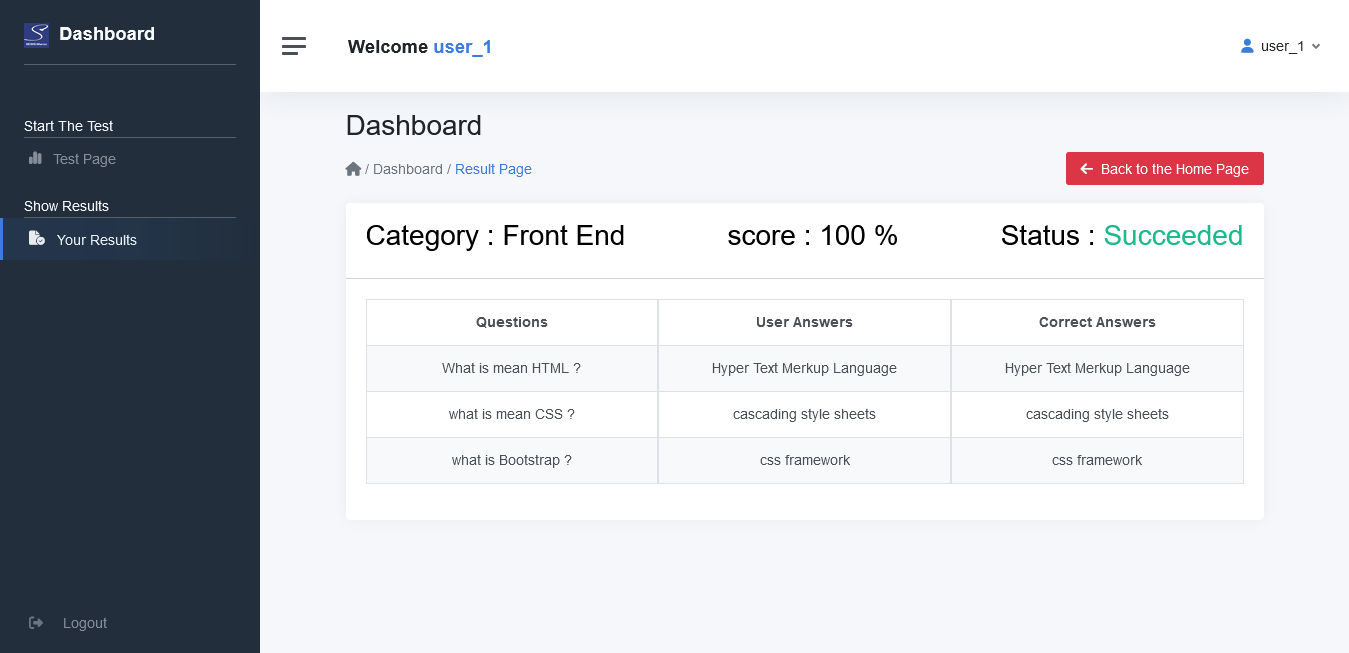 Dashboard
Start The Test
Test Page
Show Results
Your Results
Logout
Welcome user_1
user_1
Dashboard
/ Dashboard / Result Page
Back to the Home Page
Category : Front End
score : 100 %
Status : Succeeded
Questions
User Answers
Correct Answers
What is mean HTML ?
Hyper Text Merkup Language
Hyper Text Merkup Language
what is mean CSS ?
cascading style sheets
cascading style sheets
what is Bootstrap ?
css framework
css framework